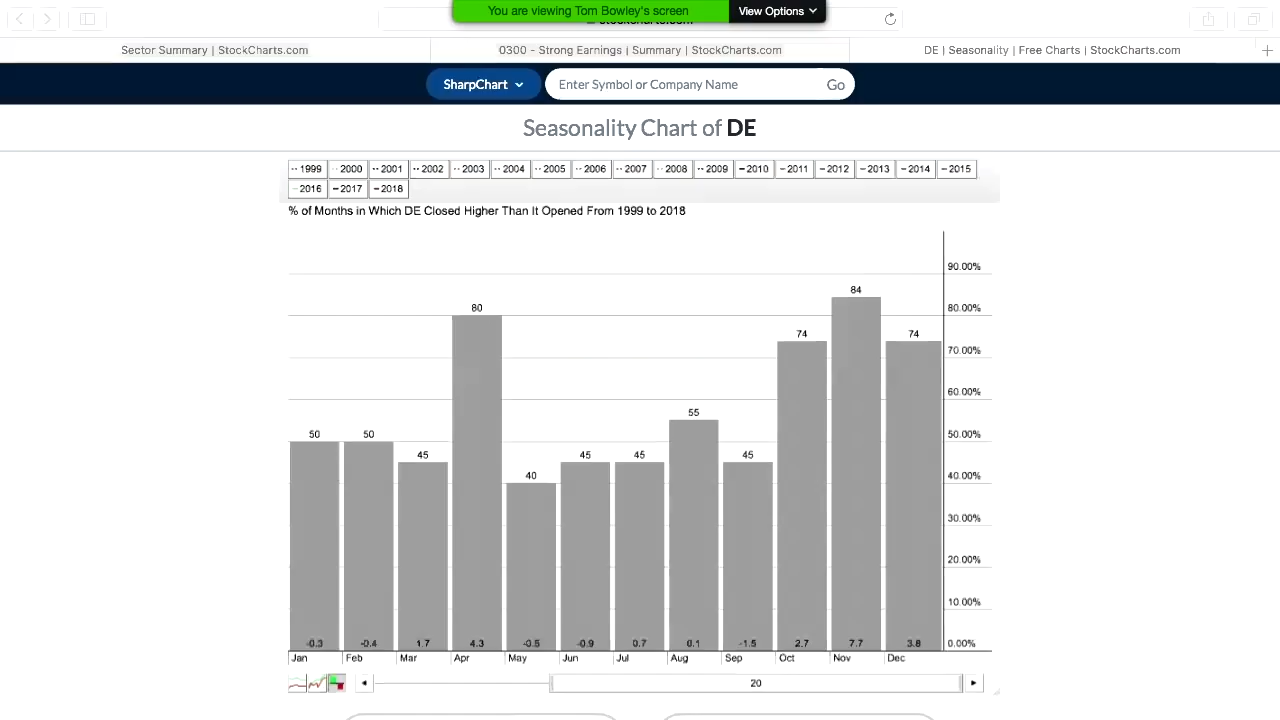 You are viewing Tom Bowley's screen View Options
stockcharts.com
Sector Summary | StockCharts.com 0300 - Strong Earnings | Summary | StockCharts.com DE | Seasonality | Free Charts | StockCharts.com
SharpChart Enter Symbol or Company Name Go
Seasonality Chart of DE
1999 2000 2001 2002 2003 2004 2005 2006 2007 2008 2009 2010 2011 2012 2013 2014 2015
2016 2017 2018
% of Months in Which DE Closed Higher Than It Opened From 1999 to 2018
90.00%
84
80 80.00%
74 74
70.00%
60.00%
55
50 50 50.00%
45 45 45 45
40 40.00%
30.00%
20.00%
10.00%
-0.3 -0.4 1.7 4.3 -0.5 -0.9 0.7 0.1 -1.5 2.7 7.7 3.8 0.00%
Jan Feb Mar Apr May Jun Jul Aug Sep Oct Nov Dec
20